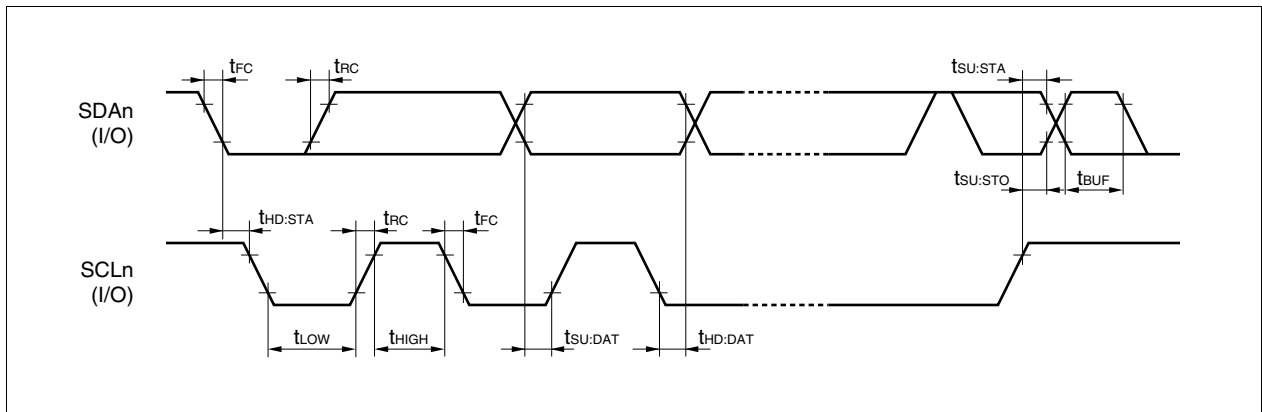 tFC
tRC
tSU:STA
SDAn
(I/O)
tSU:STO
tBUF
tHD:STA
tRC
tFC
SCLn
(I/O)
tLOW
tHIGH
tSU:DAT
tHD:DAT